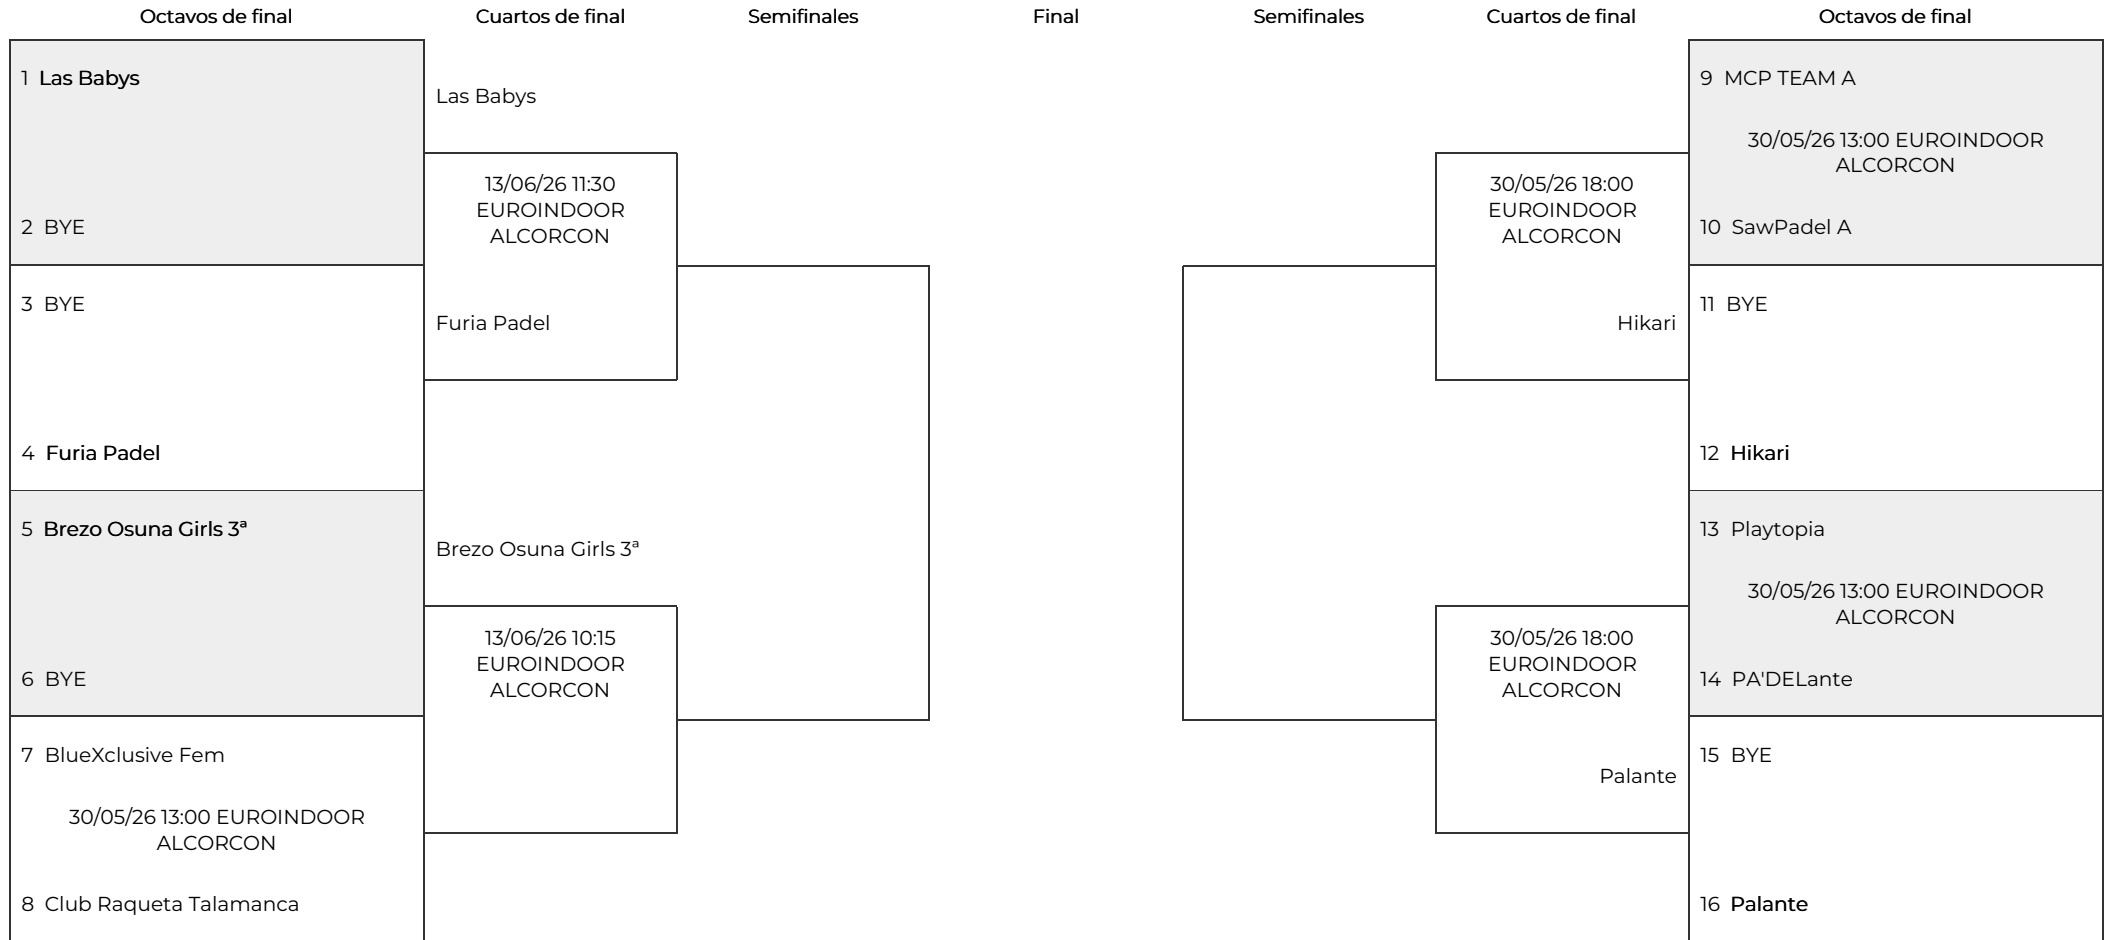 Octavos de final
Cuartos de final
Semifinales
Final
Semifinales
Cuartos de final
Octavos de final
1 Las Babys
2 BYE
3 BYE
4 Furia Padel
5 Brezo Osuna Girls 3ª
6 BYE
7 BlueXclusive Fem
30/05/26 13:00 EUROINDOOR
ALCORCON
8 Club Raqueta Talamanca
Las Babys
13/06/26 11:30
EUROINDOOR
ALCORCON
Furia Padel
Brezo Osuna Girls 3ª
13/06/26 10:15
EUROINDOOR
ALCORCON
30/05/26 18:00
EUROINDOOR
ALCORCON
Hikari
30/05/26 18:00
EUROINDOOR
ALCORCON
Palante
9 MCP TEAM A
30/05/26 13:00 EUROINDOOR
ALCORCON
10 SawPadel A
11 BYE
12 Hikari
13 Playtopia
30/05/26 13:00 EUROINDOOR
ALCORCON
14 PA'DELante
15 BYE
16 Palante